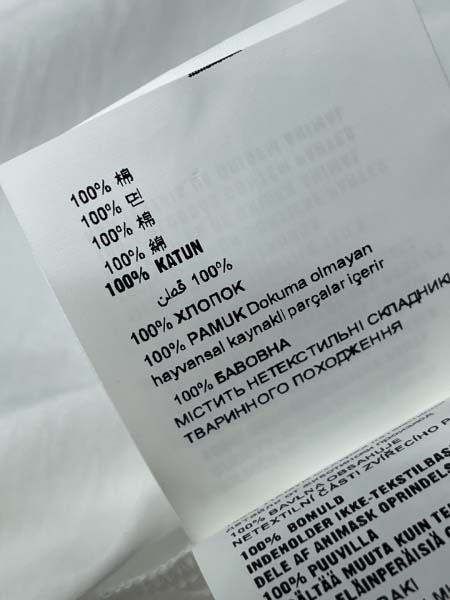 100% 棉
100% 면
100% 棉
100% 綿
100% KATUN
100% قطن
100% ХЛОПОК
100% PAMUK Dokuma olmayan
hayvansal kaynakli parçalar içerir
100% БАВОВНА
МІСТИТЬ НЕТЕКСТИЛЬНІ СКЛАДНИКИ
ТВАРИННОГО ПОХОДЖЕННЯ
100% BAVLNA OBSAHUJE
NETEXTILNÍ ČÁSTI ZVÍŘECÍHO P
100% BOMULD
INDEHOLDER IKKE-TEKSTILBAS
DELE AF ANIMASK OPRINDELS
100% PUUVILLA
ÄLTÄÄ MUUTA KUIN TE
ELÄINPERÄISIÄ